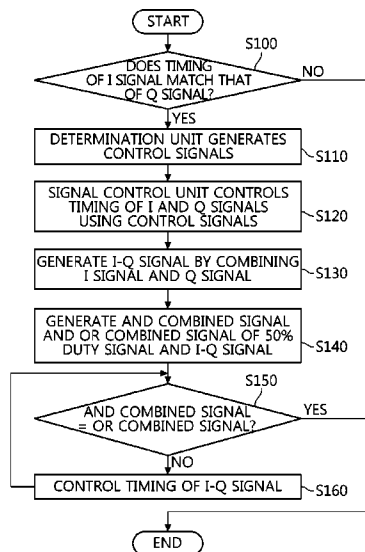 START
S100
DOES TIMING
OF I SIGNAL MATCH THAT
OF Q SIGNAL?
NO
YES
DETERMINATION UNIT GENERATES
CONTROL SIGNALS
S110
SIGNAL CONTROL UNIT CONTROLS
TIMING OF I AND Q SIGNALS
USING CONTROL SIGNALS
S120
GENERATE I-Q SIGNAL BY COMBINING
I SIGNAL AND Q SIGNAL
S130
GENERATE AND COMBINED SIGNAL
AND OR COMBINED SIGNAL OF 50%
DUTY SIGNAL AND I-Q SIGNAL
S140
S150
AND COMBINED SIGNAL
= OR COMBINED SIGNAL?
YES
NO
CONTROL TIMING OF I-Q SIGNAL
S160
END